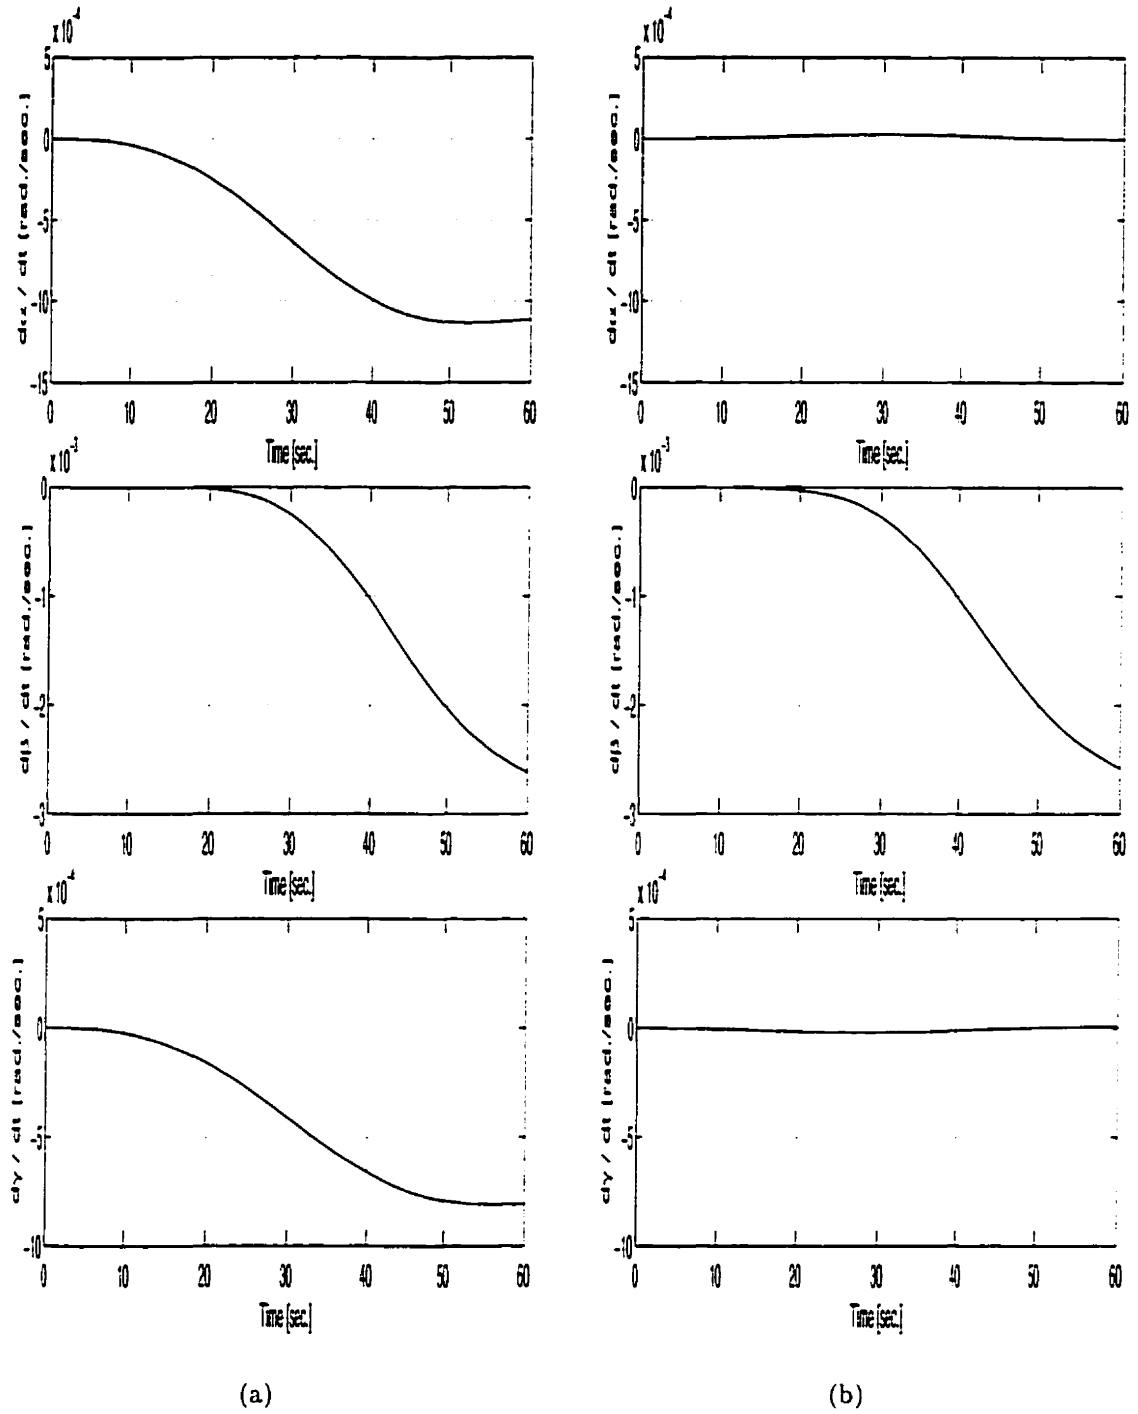 x 10^-4
5
0
-5
-10
-15
dα / dt [rad./sec.]
0 10 20 30 40 50 60
Time [sec.]
x 10^-4
5
0
-5
-10
-15
dα / dt [rad./sec.]
0 10 20 30 40 50 60
Time [sec.]
x 10^-3
0
-1
-2
-3
dβ / dt [rad./sec.]
0 10 20 30 40 50 60
Time [sec.]
x 10^-3
0
-1
-2
-3
dβ / dt [rad./sec.]
0 10 20 30 40 50 60
Time [sec.]
x 10^-4
5
0
-5
-10
dγ / dt [rad./sec.]
0 10 20 30 40 50 60
Time [sec.]
x 10^-4
5
0
-5
-10
dγ / dt [rad./sec.]
0 10 20 30 40 50 60
Time [sec.]
(a)
(b)